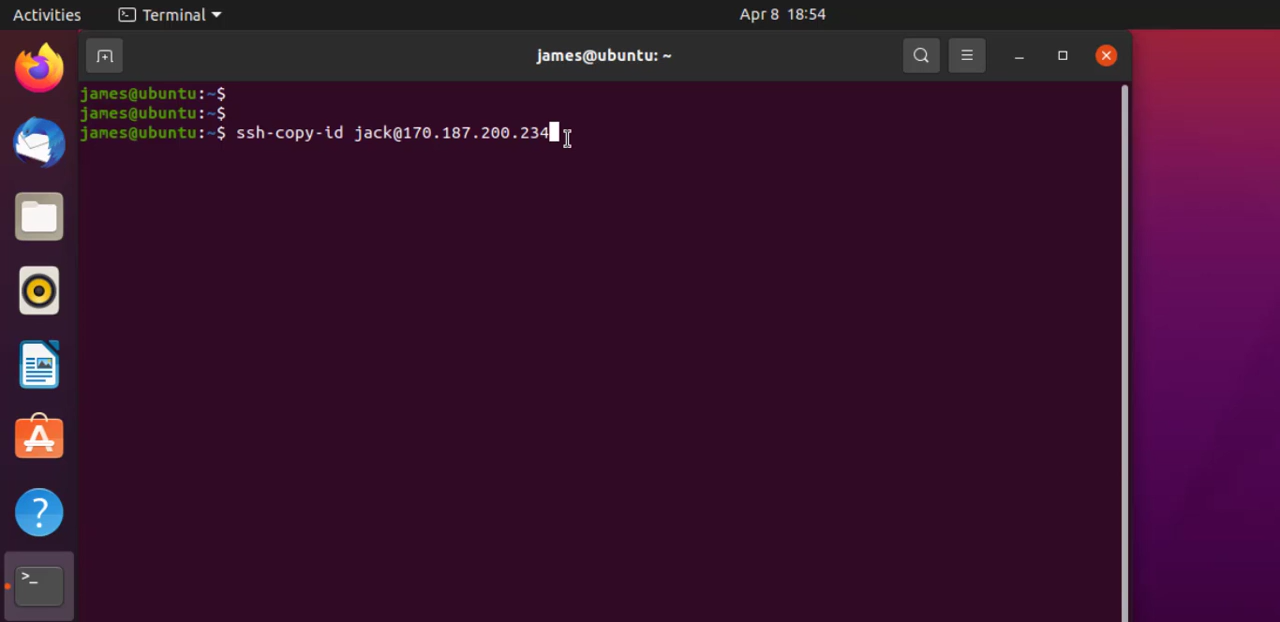 Activities Terminal Apr 8 18:54
james@ubuntu: ~
james@ubuntu:~$
james@ubuntu:~$
james@ubuntu:~$ ssh-copy-id jack@170.187.200.234
?
>_